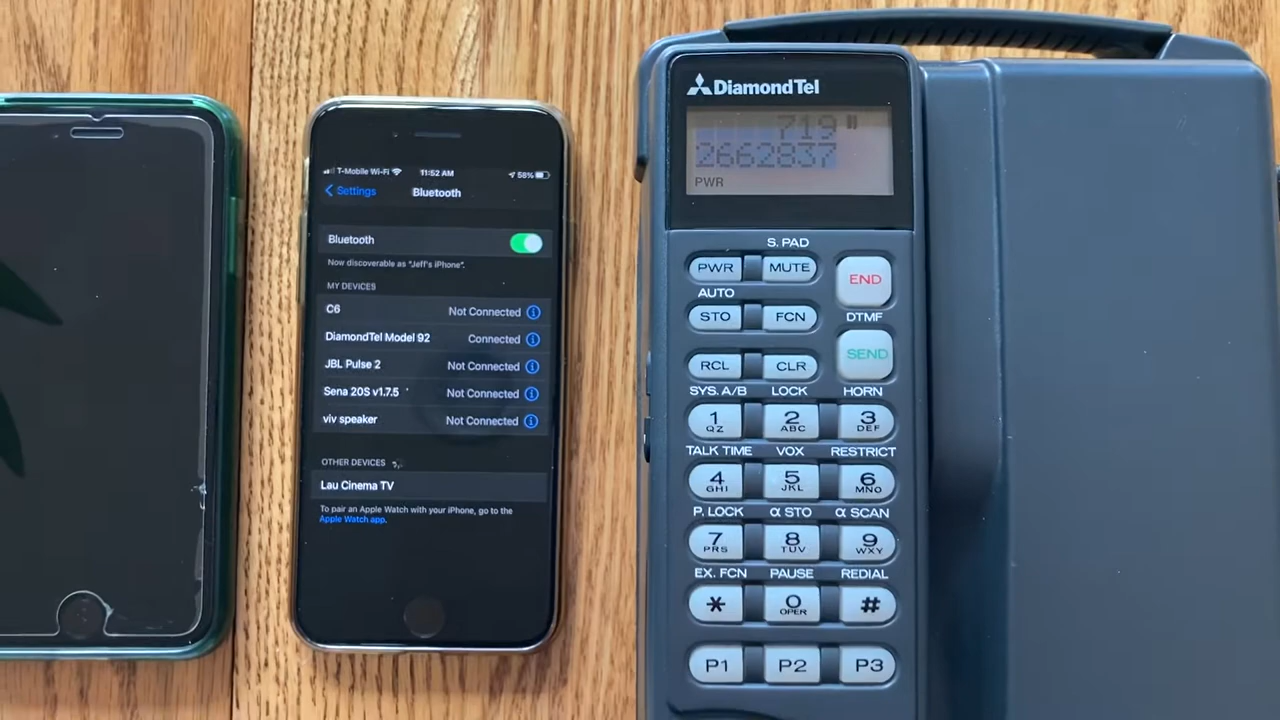 T-Mobile Wi-Fi 11:52 AM 58%
Settings Bluetooth
Bluetooth
Now discoverable as "Jeff's iPhone".
MY DEVICES
C6 Not Connected
DiamondTel Model 92 Connected
JBL Pulse 2 Not Connected
Sena 20S v1.7.5 Not Connected
viv speaker Not Connected
OTHER DEVICES
Lau Cinema TV
To pair an Apple Watch with your iPhone, go to the
Apple Watch app.
DiamondTel
719
2662837
PWR
S. PAD
PWR MUTE END
AUTO
STO FCN DTMF
SEND
RCL CLR
SYS. A/B LOCK HORN
1 2 3
QZ ABC DEF
TALK TIME VOX RESTRICT
4 5 6
GHI JKL MNO
P. LOCK α STO α SCAN
7 8 9
PRS TUV WXY
EX. FCN PAUSE REDIAL
* 0 #
OPER
P1 P2 P3